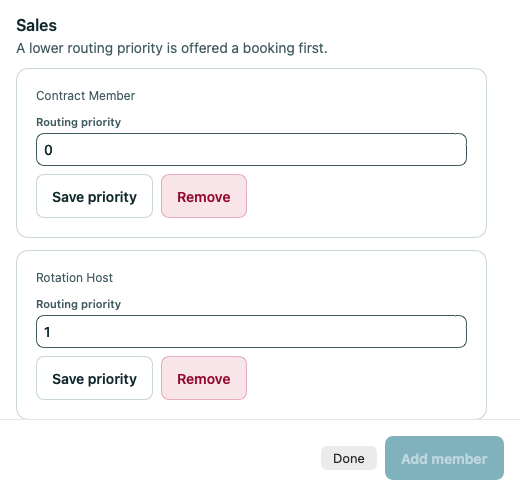 Sales
A lower routing priority is offered a booking first.
Contract Member
Routing priority
0
Save priority Remove
Rotation Host
Routing priority
1
Save priority Remove
Done Add member